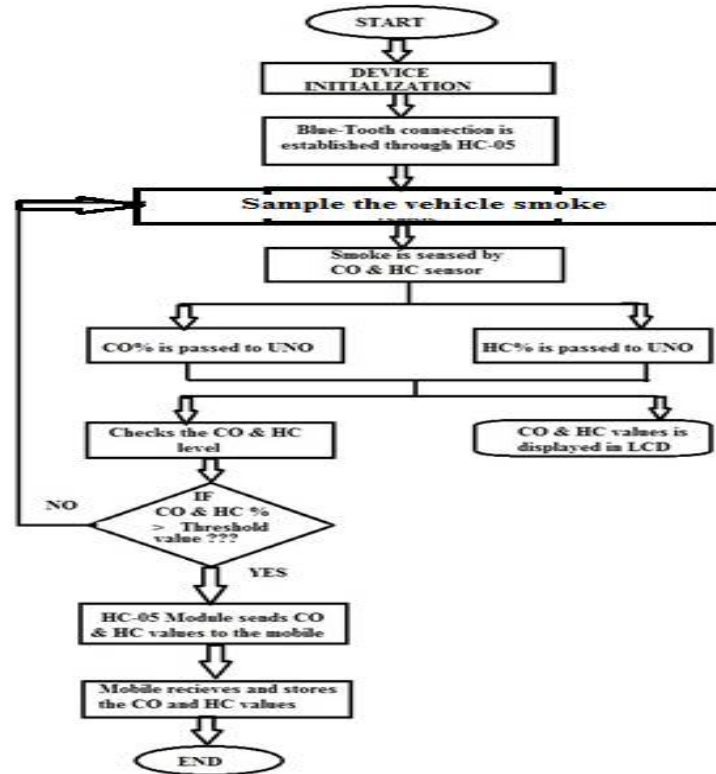 START
DEVICE
INITIALIZATION
Blue-Tooth connection is
established through HC-05
Sample the vehicle smoke
Smoke is sensed by
CO & HC sensor
CO% is passed to UNO
HC% is passed to UNO
Checks the CO & HC
level
CO & HC values is
displayed in LCD
IF
CO & HC %
> Threshold
value ???
NO
YES
HC-05 Module sends CO
& HC values to the mobile
Mobile recieves and stores
the CO and HC values
END